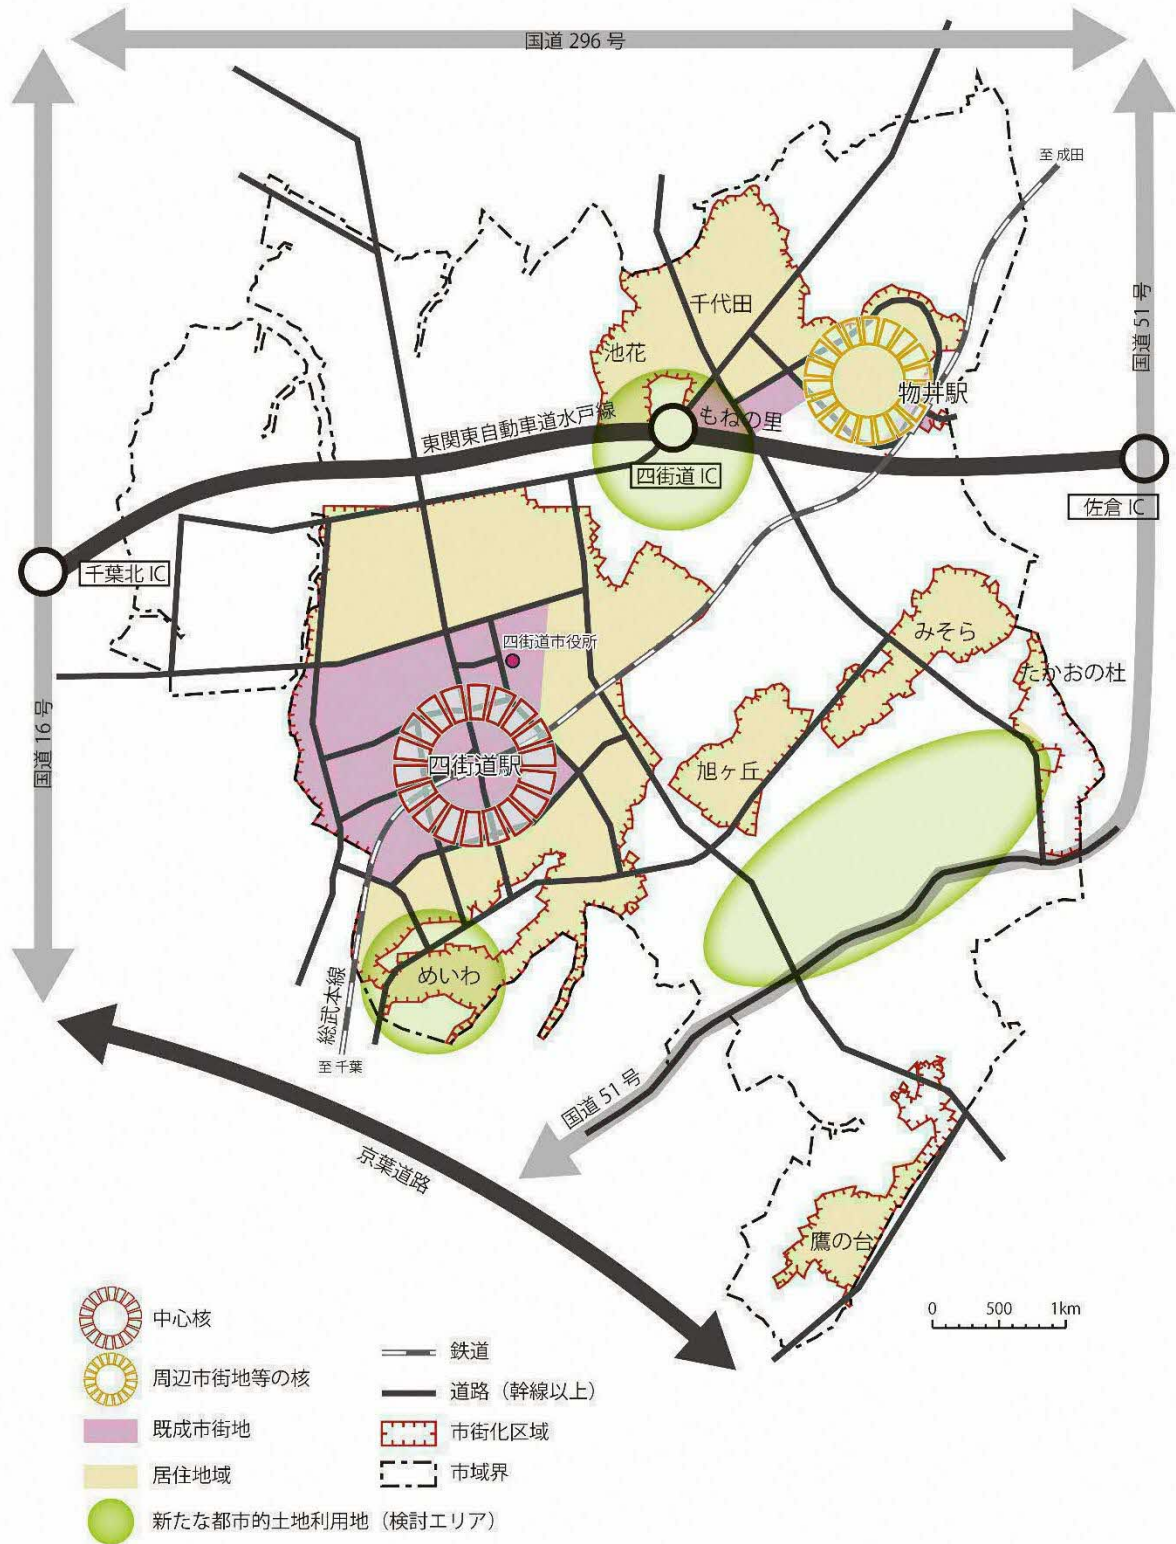 国道 296 号
至 成田
国道 51 号
千代田
池花
物井駅
もねの里
東関東自動車道水戸線
四街道 IC
佐倉 IC
千葉北 IC
みそら
四街道市役所
たかおの杜
国道 16 号
四街道駅
旭ヶ丘
めいわ
総武本線
至 千葉
国道 51 号
京葉道路
鷹の台
0 500 1km
中心核
周辺市街地等の核
既成市街地
居住地域
新たな都市的土地利用地（検討エリア）
鉄道
道路（幹線以上）
市街化区域
市域界